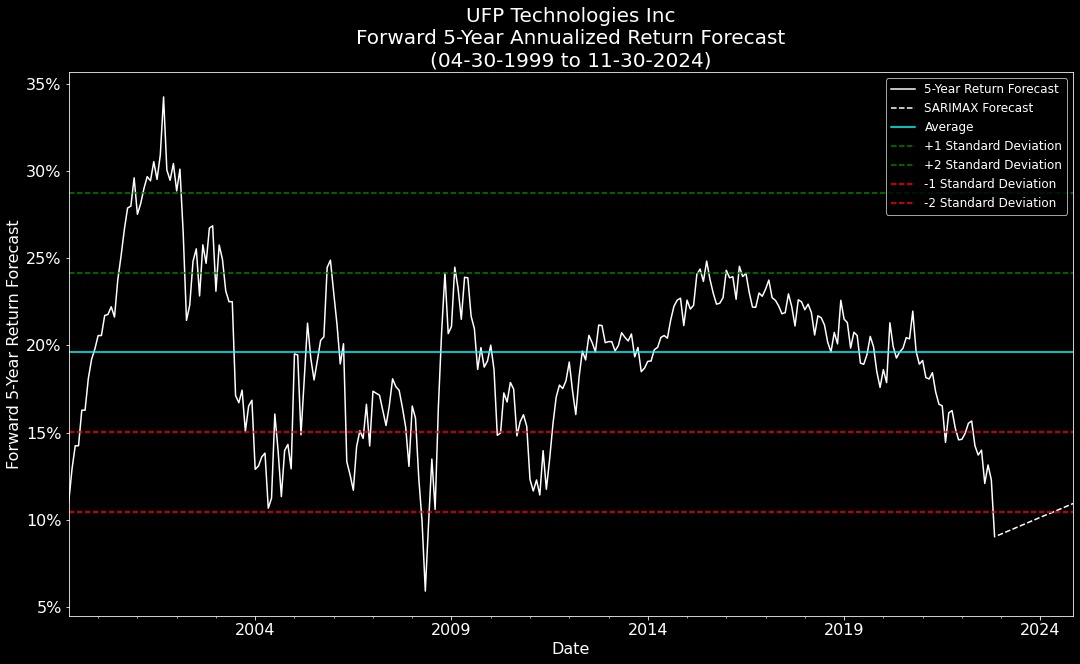 UFP Technologies Inc
Forward 5-Year Annualized Return Forecast
(04-30-1999 to 11-30-2024)
Forward 5-Year Return Forecast
35%
30%
25%
20%
15%
10%
5%
5-Year Return Forecast
SARIMAX Forecast
Average
+1 Standard Deviation
+2 Standard Deviation
-1 Standard Deviation
-2 Standard Deviation
2004
2009
2014
2019
2024
Date